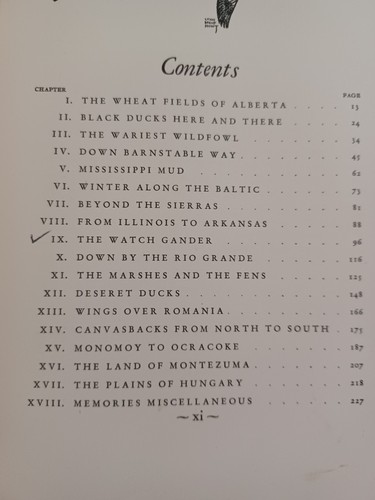 Contents
CHAPTER PAGE
I. THE WHEAT FIELDS OF ALBERTA . . . . 13
II. BLACK DUCKS HERE AND THERE . . . . 24
III. THE WARIEST WILDFOWL . . . . . . . 34
IV. DOWN BARNSTABLE WAY . . . . . . . 45
V. MISSISSIPPI MUD . . . . . . . . . . 62
VI. WINTER ALONG THE BALTIC . . . . . . 73
VII. BEYOND THE SIERRAS . . . . . . . . 81
VIII. FROM ILLINOIS TO ARKANSAS . . . . . 88
IX. THE WATCH GANDER . . . . . . . . 96
X. DOWN BY THE RIO GRANDE . . . . . . 116
XI. THE MARSHES AND THE FENS . . . . . 225
XII. DESERET DUCKS . . . . . . . . . . 148
XIII. WINGS OVER ROMANIA . . . . . . . . 166
XIV. CANVASBACKS FROM NORTH TO SOUTH . 175
XV. MONOMOY TO OCRACOKE . . . . . . . 187
XVI. THE LAND OF MONTEZUMA . . . . . . 207
XVII. THE PLAINS OF HUNGARY . . . . . . . 218
XVIII. MEMORIES MISCELLANEOUS . . . . . . 227
~ xi ~